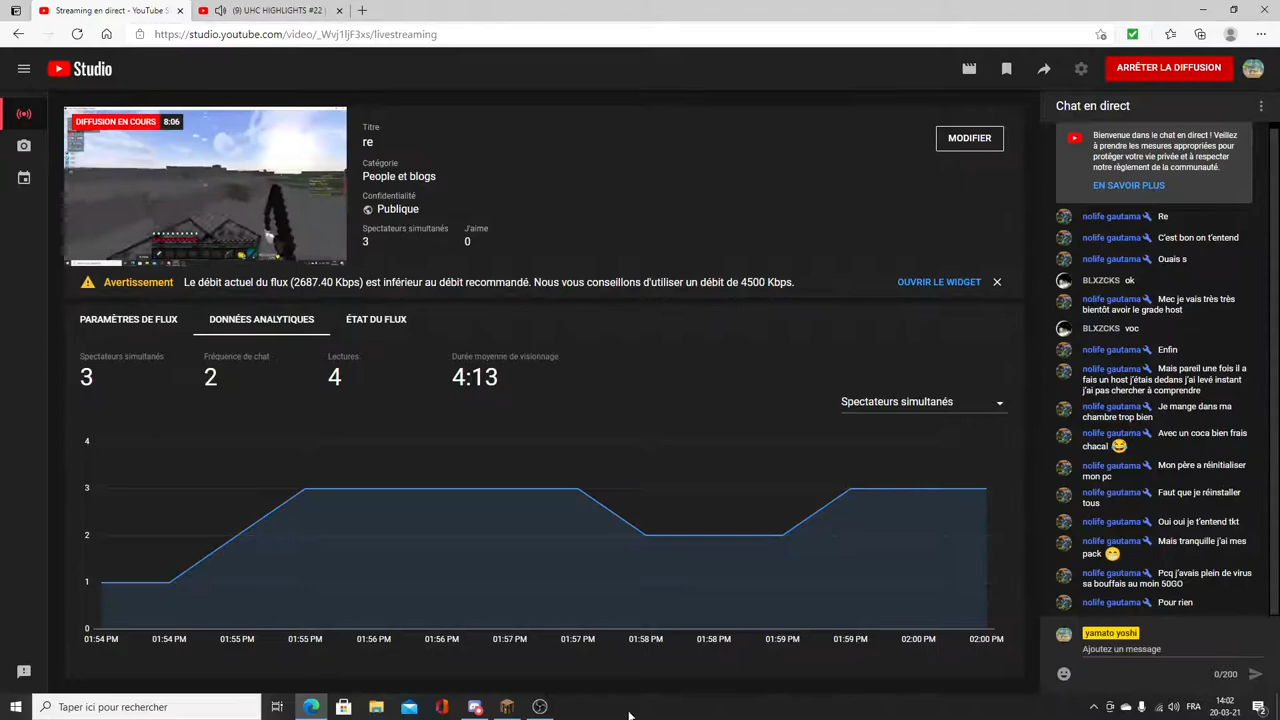 Streaming en direct - YouTube S
(9) UHC HIGHLIGHTS #22
https://studio.youtube.com/video/_Wvj1ljF3xs/livestreaming
Studio
ARRÊTER LA DIFFUSION
DIFFUSION EN COURS 8:06
Titre
re
Catégorie
People et blogs
Confidentialité
Publique
Spectateurs simultanés
J'aime
3
0
MODIFIER
Avertissement Le débit actuel du flux (2687.40 Kbps) est inférieur au débit recommandé. Nous vous conseillons d'utiliser un débit de 4500 Kbps.
OUVRIR LE WIDGET
PARAMÈTRES DE FLUX
DONNÉES ANALYTIQUES
ÉTAT DU FLUX
Spectateurs simultanés
Fréquence de chat
Lectures
Durée moyenne de visionnage
3
2
4
4:13
Spectateurs simultanés
4
3
2
1
0
01:54 PM
01:54 PM
01:55 PM
01:55 PM
01:56 PM
01:56 PM
01:57 PM
01:57 PM
01:58 PM
01:58 PM
01:59 PM
01:59 PM
02:00 PM
02:00 PM
Chat en direct
Bienvenue dans le chat en direct ! Veillez
à prendre les mesures appropriées pour
protéger votre vie privée et à respecter
notre règlement de la communauté.
EN SAVOIR PLUS
nolife gautama Re
nolife gautama C'est bon on t'entend
nolife gautama Ouais s
BLXZCKS ok
nolife gautama Mec je vais très très
bientôt avoir le grade host
BLXZCKS voc
nolife gautama Enfin
nolife gautama Mais pareil une fois il a
fais un host j'étais dedans j'ai levé instant
j'ai pas chercher à comprendre
nolife gautama Je mange dans ma
chambre trop bien
nolife gautama Avec un coca bien frais
chacal 😂
nolife gautama Mon père a réinitialiser
mon pc
nolife gautama Faut que je réinstaller
tous
nolife gautama Oui oui je t'entend tkt
nolife gautama Mais tranquille j'ai mes
pack 😁
nolife gautama Pcq j'avais plein de virus
sa bouffais au moin 50GO
nolife gautama Pour rien
yamato yoshi
Ajoutez un message
0/200
Taper ici pour rechercher
FRA
14:02
20-03-21
2